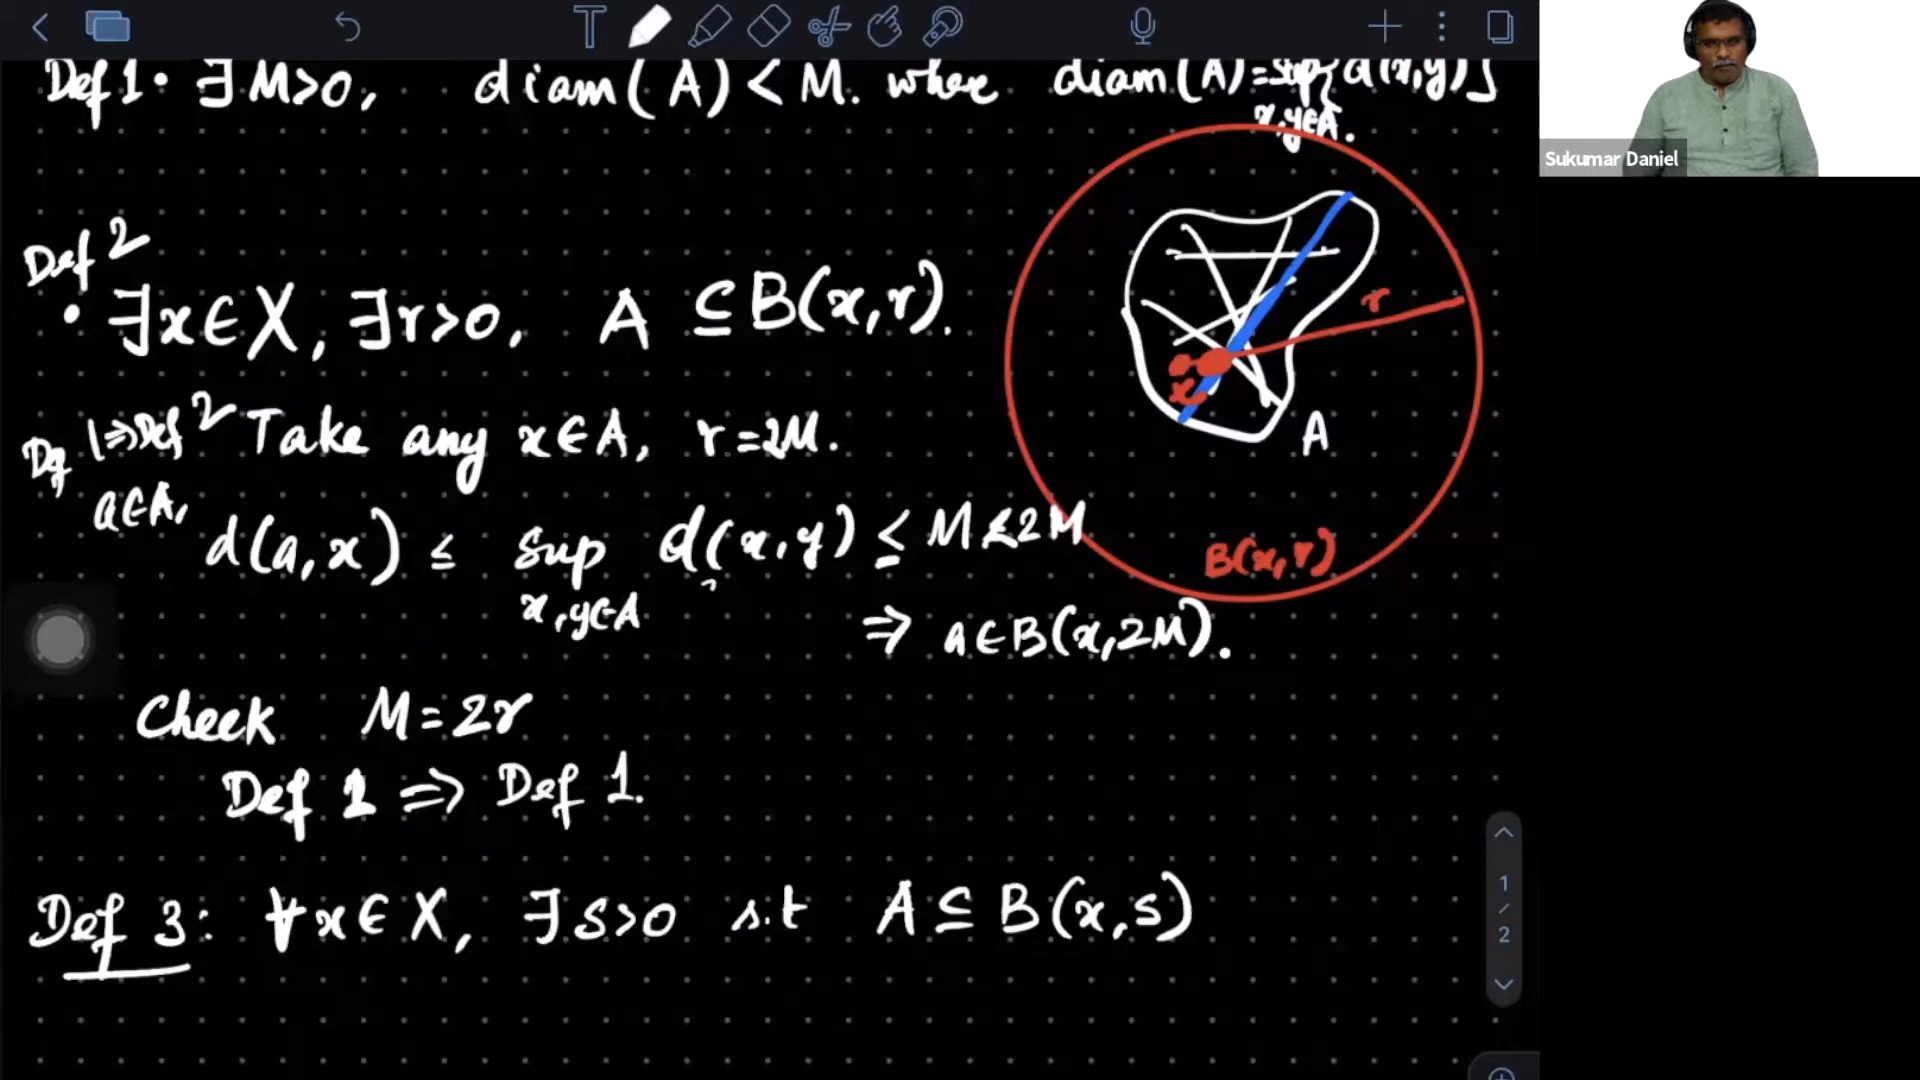 Def 1. ∃ M>0, diam(A) < M. where diam(A) = sup{d(x,y)}
x,y∈A.
Sukumar Daniel
Def 2
• ∃x∈X, ∃r>0, A ⊆ B(x,r).
r
x
A
B(x,r)
Def 1⇒Def 2 Take any x∈A, r=2M.
a∈A,
d(a,x) ≤ sup d(x,y) ≤ M ≤ 2M
x,y∈A
⇒ a∈B(x,2M).
Check M=2r
Def 2 ⇒ Def 1.
Def 3: ∀x∈X, ∃s>0 s.t A⊆B(x,s)
1
/
2